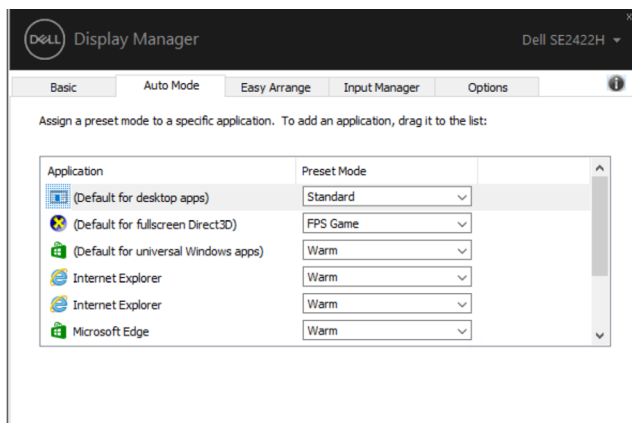 DELL Display Manager Dell SE2422H
Basic Auto Mode Easy Arrange Input Manager Options
Assign a preset mode to a specific application. To add an application, drag it to the list:
Application Preset Mode
(Default for desktop apps) Standard
(Default for fullscreen Direct3D) FPS Game
(Default for universal Windows apps) Warm
Internet Explorer Warm
Internet Explorer Warm
Microsoft Edge Warm